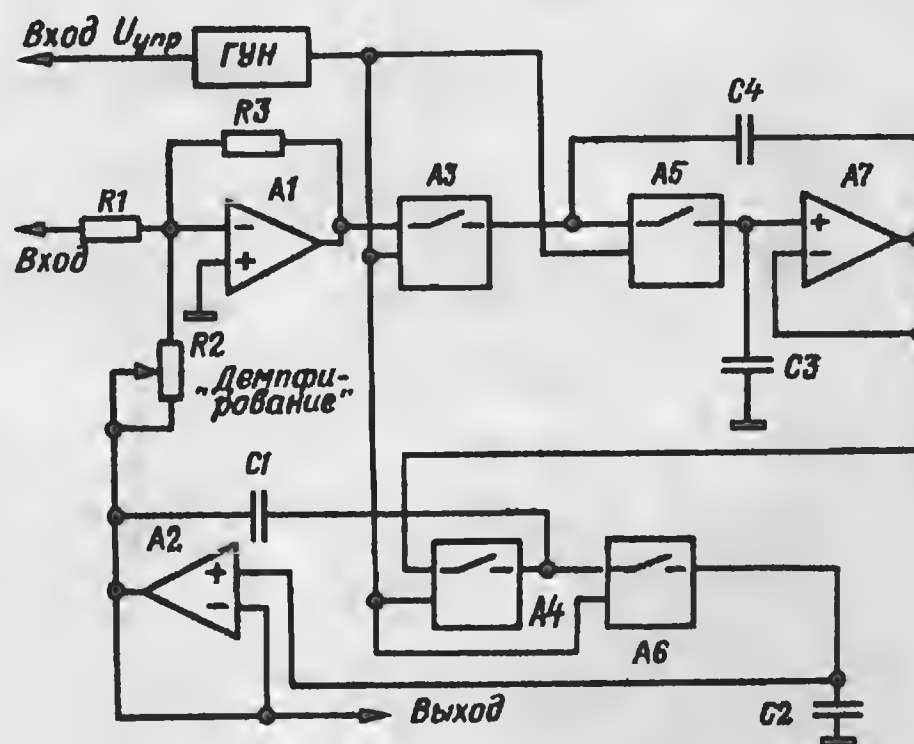 Вход Uупр
ГУН
C4
R3
A1
A3
A5
A7
R1
Вход
R2
"Демпфи-
рование"
C3
C1
A2
A4
A6
Выход
C2